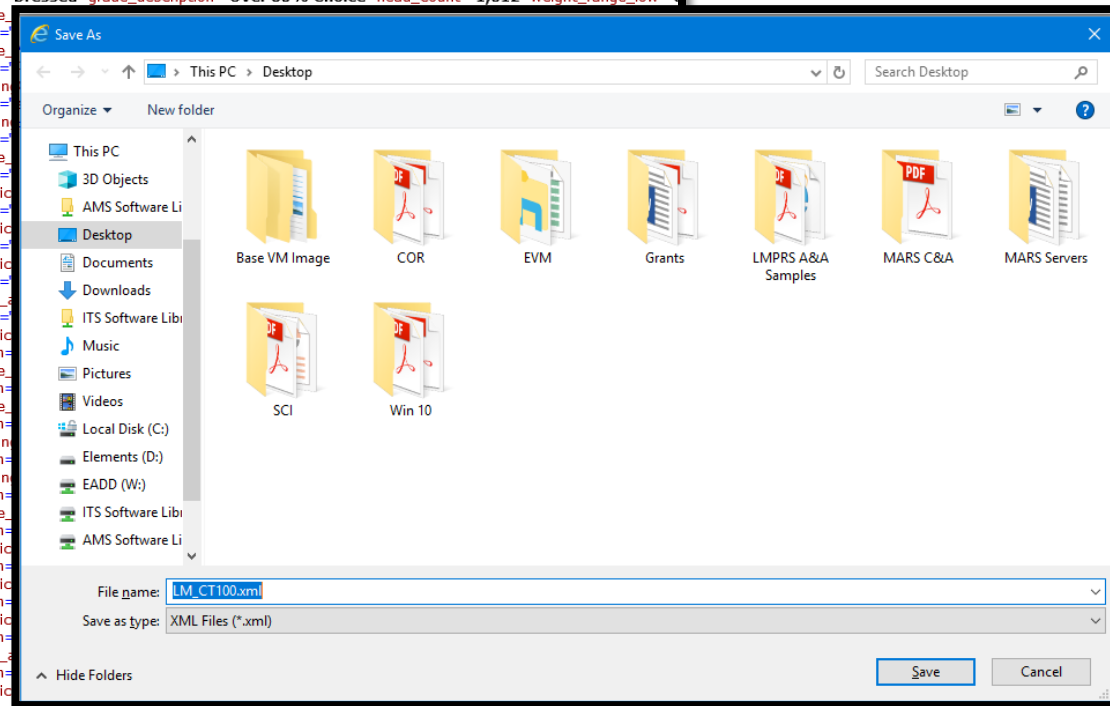 Save As
This PC > Desktop
Search Desktop
Organize
New folder
This PC
3D Objects
AMS Software Li
Desktop
Documents
Downloads
ITS Software Libr
Music
Pictures
Videos
Local Disk (C:)
Elements (D:)
EADD (W:)
ITS Software Libr
AMS Software Li
Base VM Image
COR
EVM
Grants
LMPRS A&A
Samples
MARS C&A
MARS Servers
SCI
Win 10
File name: LM_CT100.xml
Save as type: XML Files (*.xml)
Hide Folders
Save
Cancel